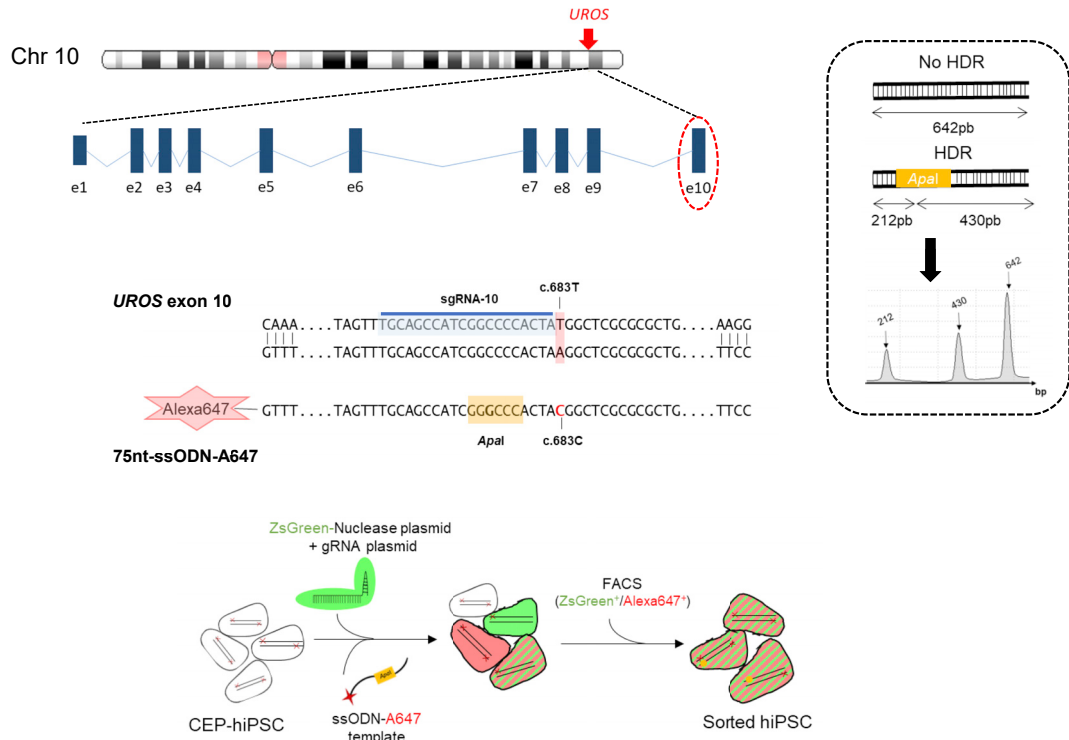 UROS
Chr 10
e1 e2 e3 e4 e5 e6 e7 e8 e9 e10
No HDR
642pb
HDR
ApaI
212pb 430pb
212 430 642
bp
UROS exon 10
sgRNA-10
c.683T
CAAA....TAGTTTGCAGCCATCGGCCCCACTATGGCTCGCGCGCTG....AAGG
GTTT....TAGTTTGCAGCCATCGGCCCCACTAAGGCTCGCGCGCTG....TTCC
Alexa647
GTTT....TAGTTTGCAGCCATCGGGCCCACTACGGCTCGCGCGCTG....TTCC
ApaI
c.683C
75nt-ssODN-A647
ZsGreen-Nuclease plasmid
+ gRNA plasmid
FACS
(ZsGreen⁺/Alexa647⁺)
ApaI
CEP-hiPSC
ssODN-A647
template
Sorted hiPSC